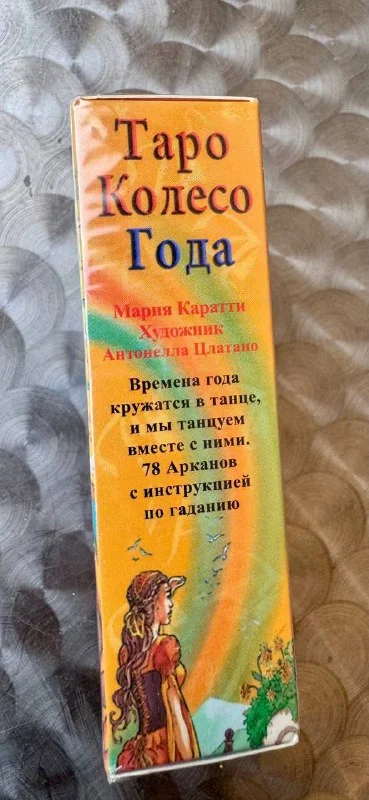 Таро
Колесо
Года
Мария Каратти
Художник
Антонелла Цлатано
Времена года
кружатся в танце,
и мы танцуем
вместе с ними.
78 Арканов
с инструкцией
по гаданию